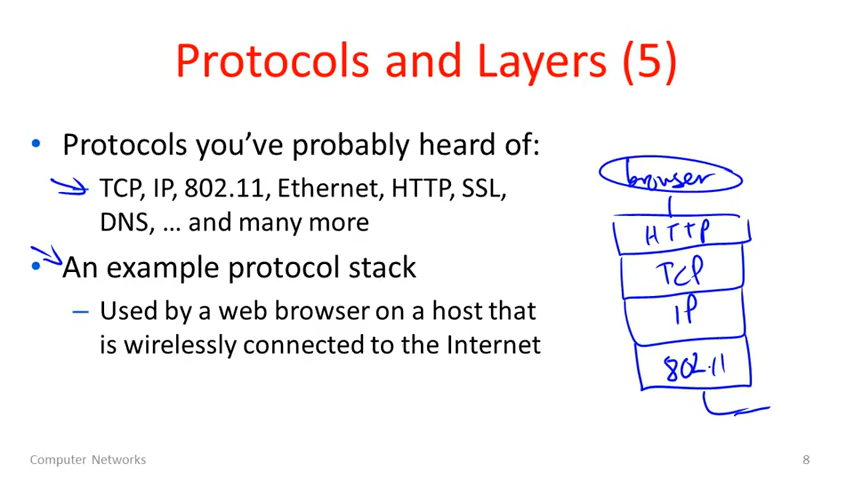 Protocols and Layers (5)
• Protocols you've probably heard of:
TCP, IP, 802.11, Ethernet, HTTP, SSL,
DNS, … and many more
• An example protocol stack
– Used by a web browser on a host that
is wirelessly connected to the Internet
browser
HTTP
TCP
IP
802.11
Computer Networks
8